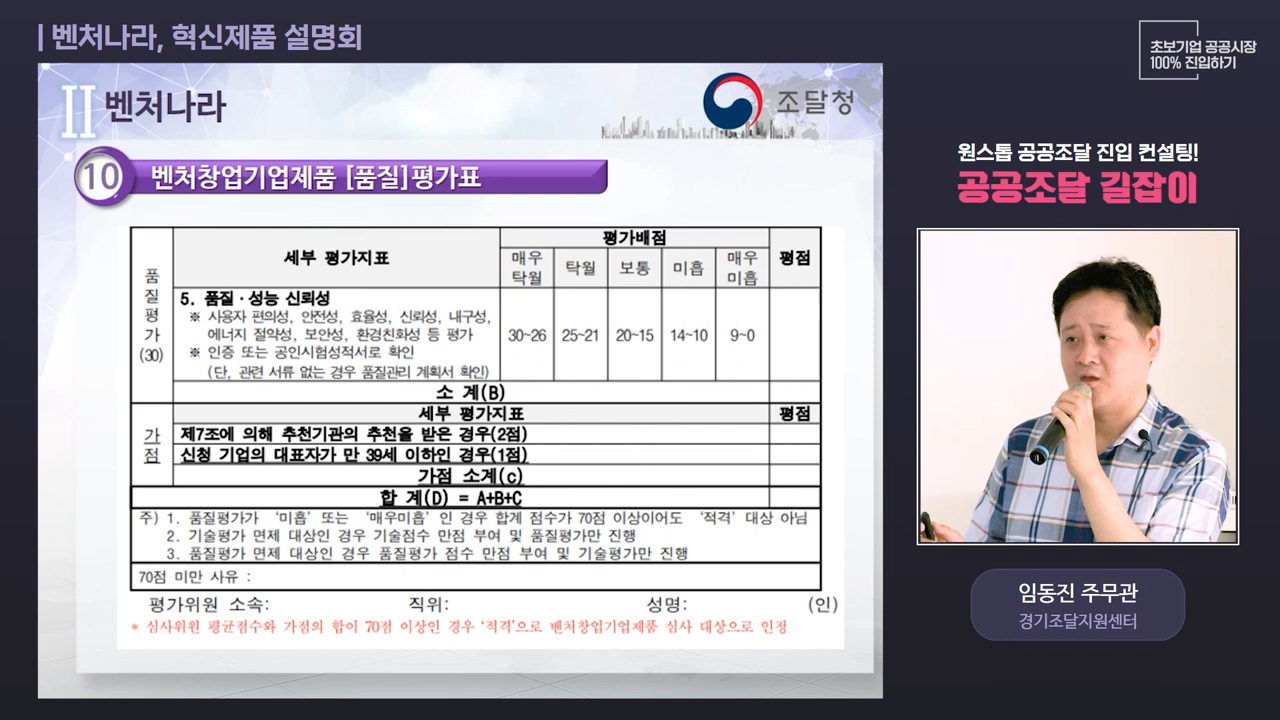 | 벤처나라, 혁신제품 설명회
초보기업 공공시장
100% 진입하기
II 벤처나라
조달청
10 벤처창업기업제품 [품질]평가표
원스톱 공공조달 진입 컨설팅!
공공조달 길잡이
품질평가(30)
세부 평가지표
평가배점
평점
매우 탁월
탁월
보통
미흡
매우 미흡
5. 품질·성능 신뢰성
※ 사용자 편의성, 안전성, 효율성, 신뢰성, 내구성,
에너지 절약성, 보안성, 환경친화성 등 평가
※ 인증 또는 공인시험성적서로 확인
(단, 관련 서류 없는 경우 품질관리 계획서 확인)
30~26
25~21
20~15
14~10
9~0
소 계(B)
가점
세부 평가지표
평점
제7조에 의해 추천기관의 추천을 받은 경우(2점)
신청 기업의 대표자가 만 39세 이하인 경우(1점)
가점 소계(c)
합 계(D) = A+B+C
주) 1. 품질평가가 ‘미흡’ 또는 ‘매우미흡’인 경우 합계 점수가 70점 이상이어도 ‘적격’ 대상 아님
2. 기술평가 면제 대상인 경우 기술점수 만점 부여 및 품질평가만 진행
3. 품질평가 면제 대상인 경우 품질평가 점수 만점 부여 및 기술평가만 진행
70점 미만 사유 :
평가위원 소속: 직위: 성명: (인)
* 심사위원 평균점수와 가점의 합이 70점 이상인 경우 ‘적격’으로 벤처창업기업제품 심사 대상으로 인정
임동진 주무관
경기조달지원센터